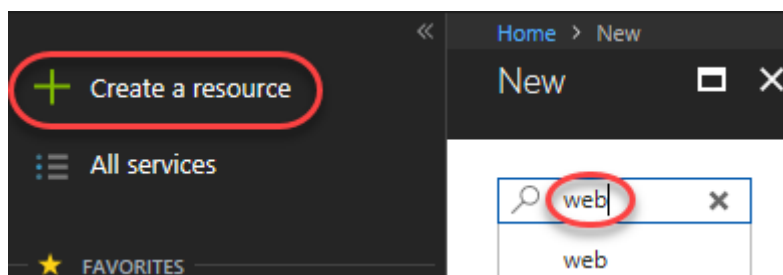 Create a resource
All services
FAVORITES
Home > New
New
web
web